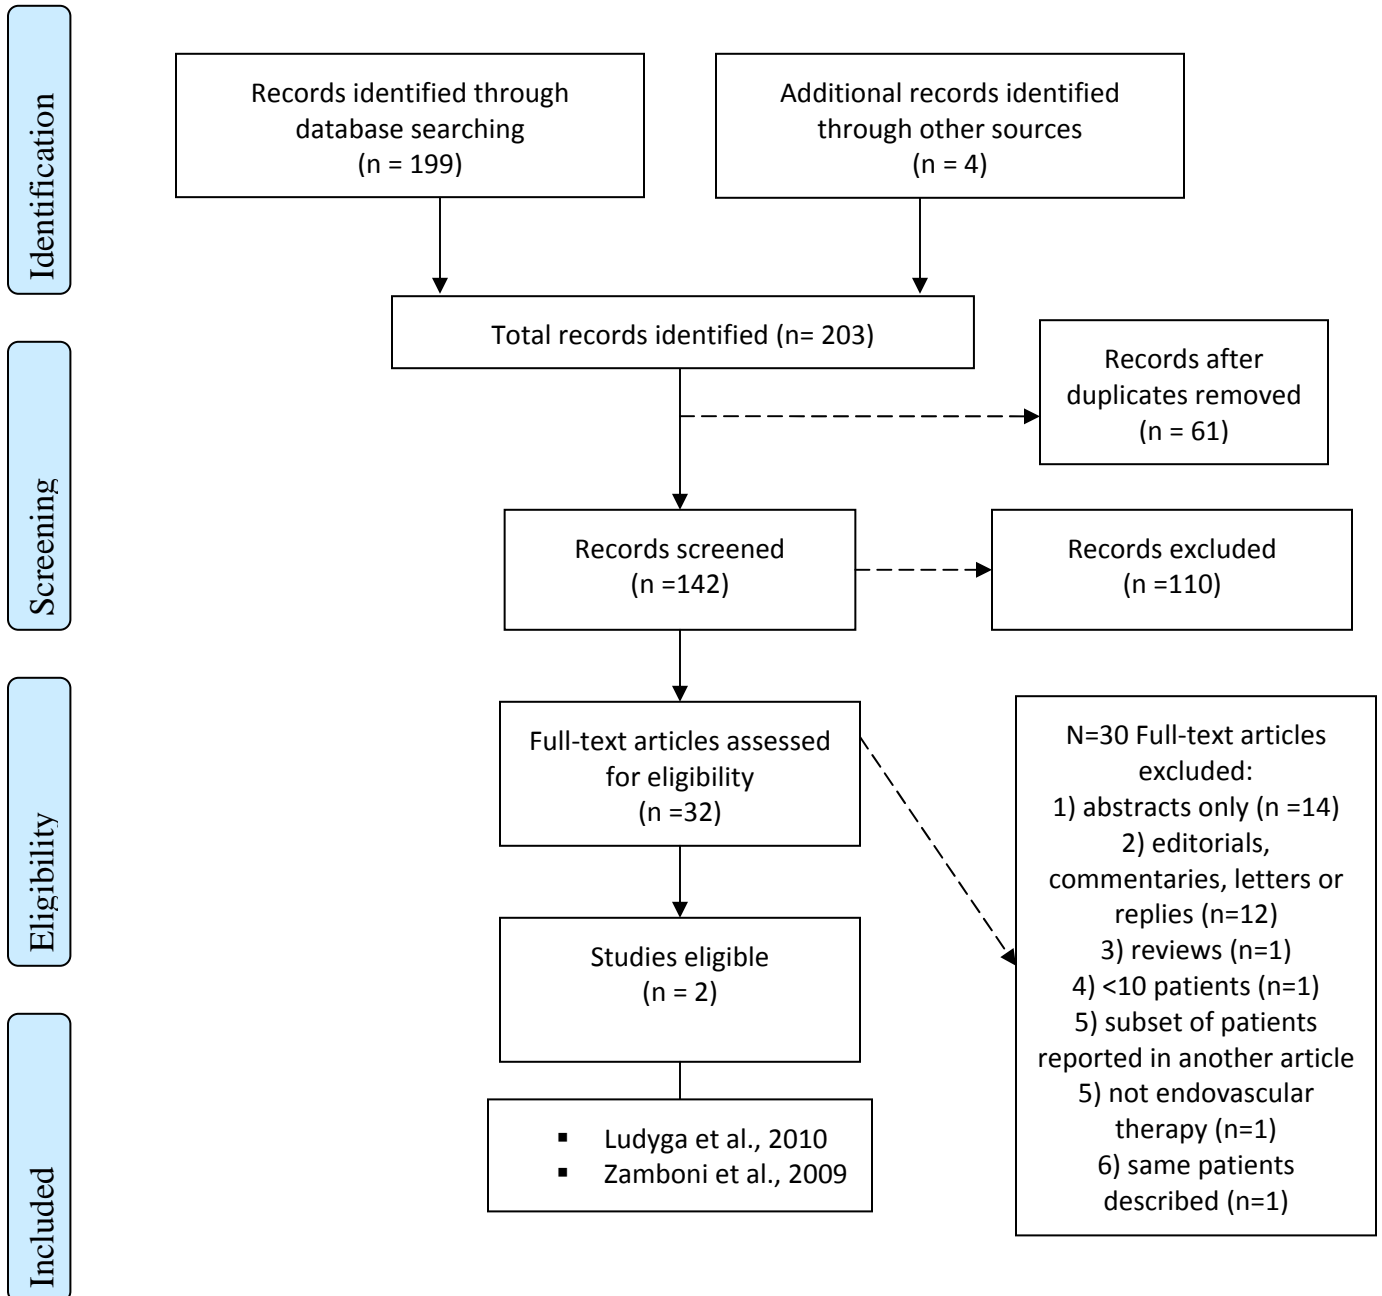 Identification
Records identified through
database searching
(n = 199)
Additional records identified
through other sources
(n = 4)
Total records identified (n= 203)
Records after
duplicates removed
(n = 61)
Screening
Records screened
(n =142)
Records excluded
(n =110)
Eligibility
Full-text articles assessed
for eligibility
(n =32)
N=30 Full-text articles
excluded:
1) abstracts only (n =14)
2) editorials,
commentaries, letters or
replies (n=12)
3) reviews (n=1)
4) <10 patients (n=1)
5) subset of patients
reported in another article
5) not endovascular
therapy (n=1)
6) same patients
described (n=1)
Studies eligible
(n = 2)
Included
▪ Ludyga et al., 2010
▪ Zamboni et al., 2009